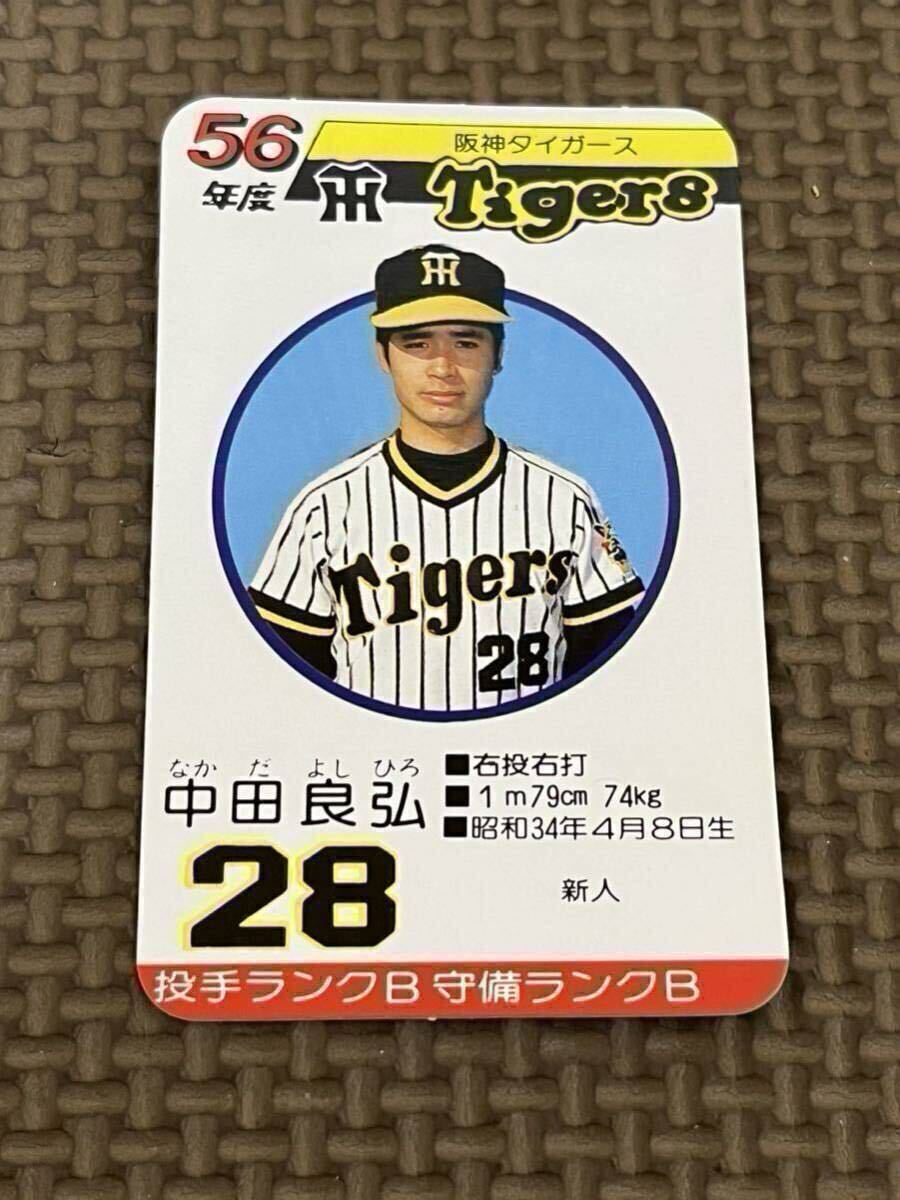 56
年度
阪神タイガース
TH Tigers
TH
Tigers
28
なか だ よし ひろ
中田良弘
28
■右投右打
■1m79cm 74kg
■昭和34年4月8日生
新人
投手ランクB 守備ランクB